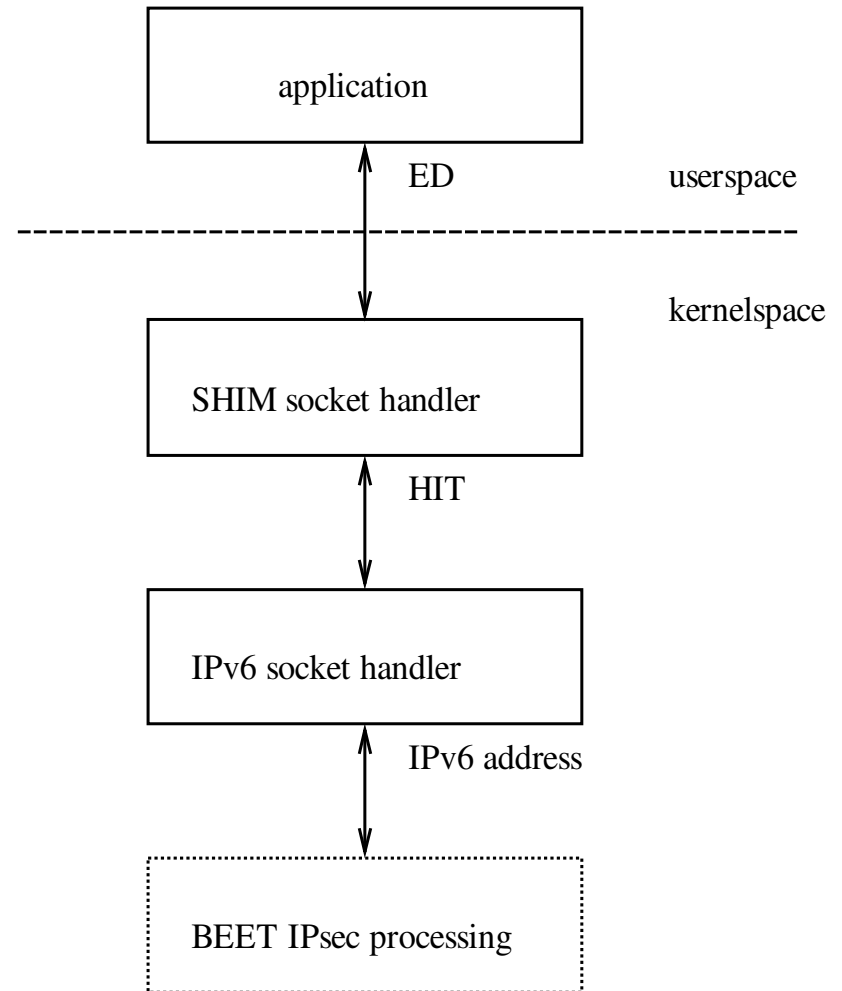 application
ED
userspace
kernelspace
SHIM socket handler
HIT
IPv6 socket handler
IPv6 address
BEET IPsec processing